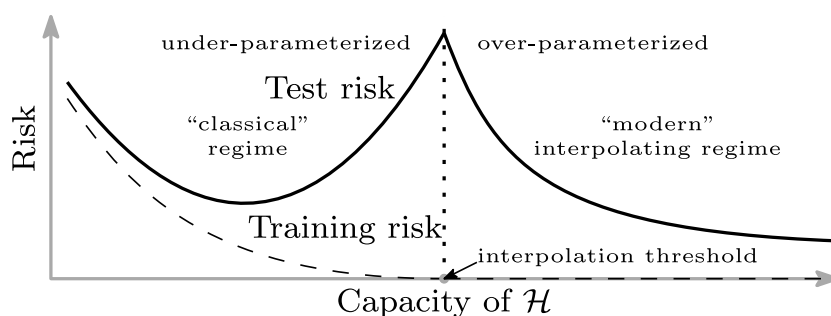 under-parameterized
over-parameterized
Test risk
“classical”
regime
“modern”
interpolating regime
Risk
Training risk
interpolation threshold
Capacity of ℋ